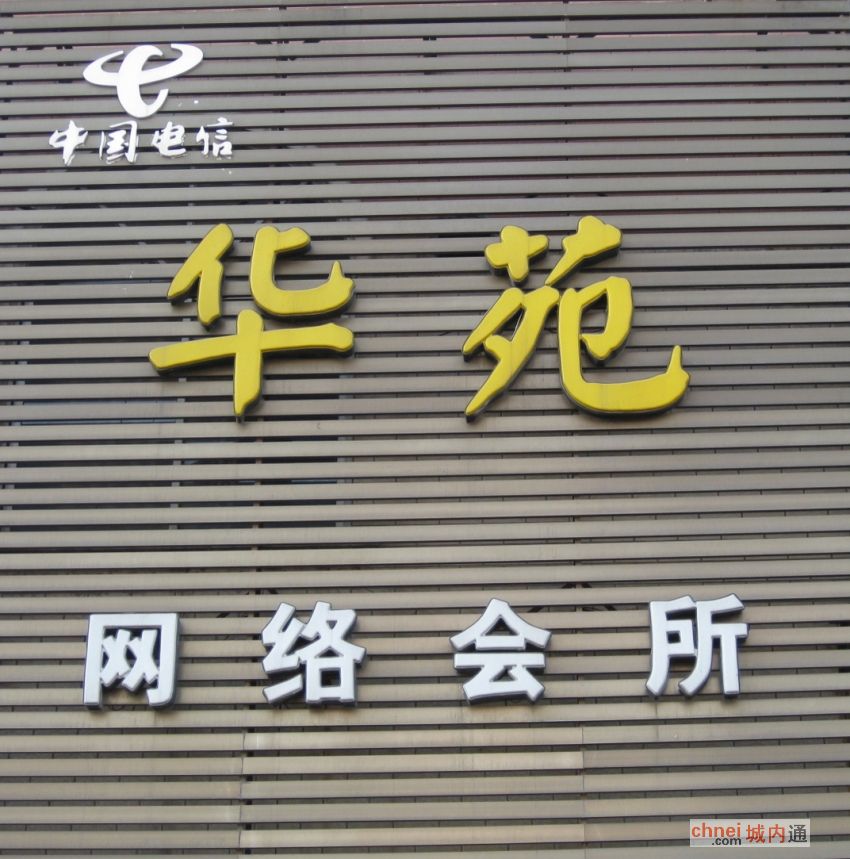 中国电信
华苑
网络会所
chnei城内通
.com